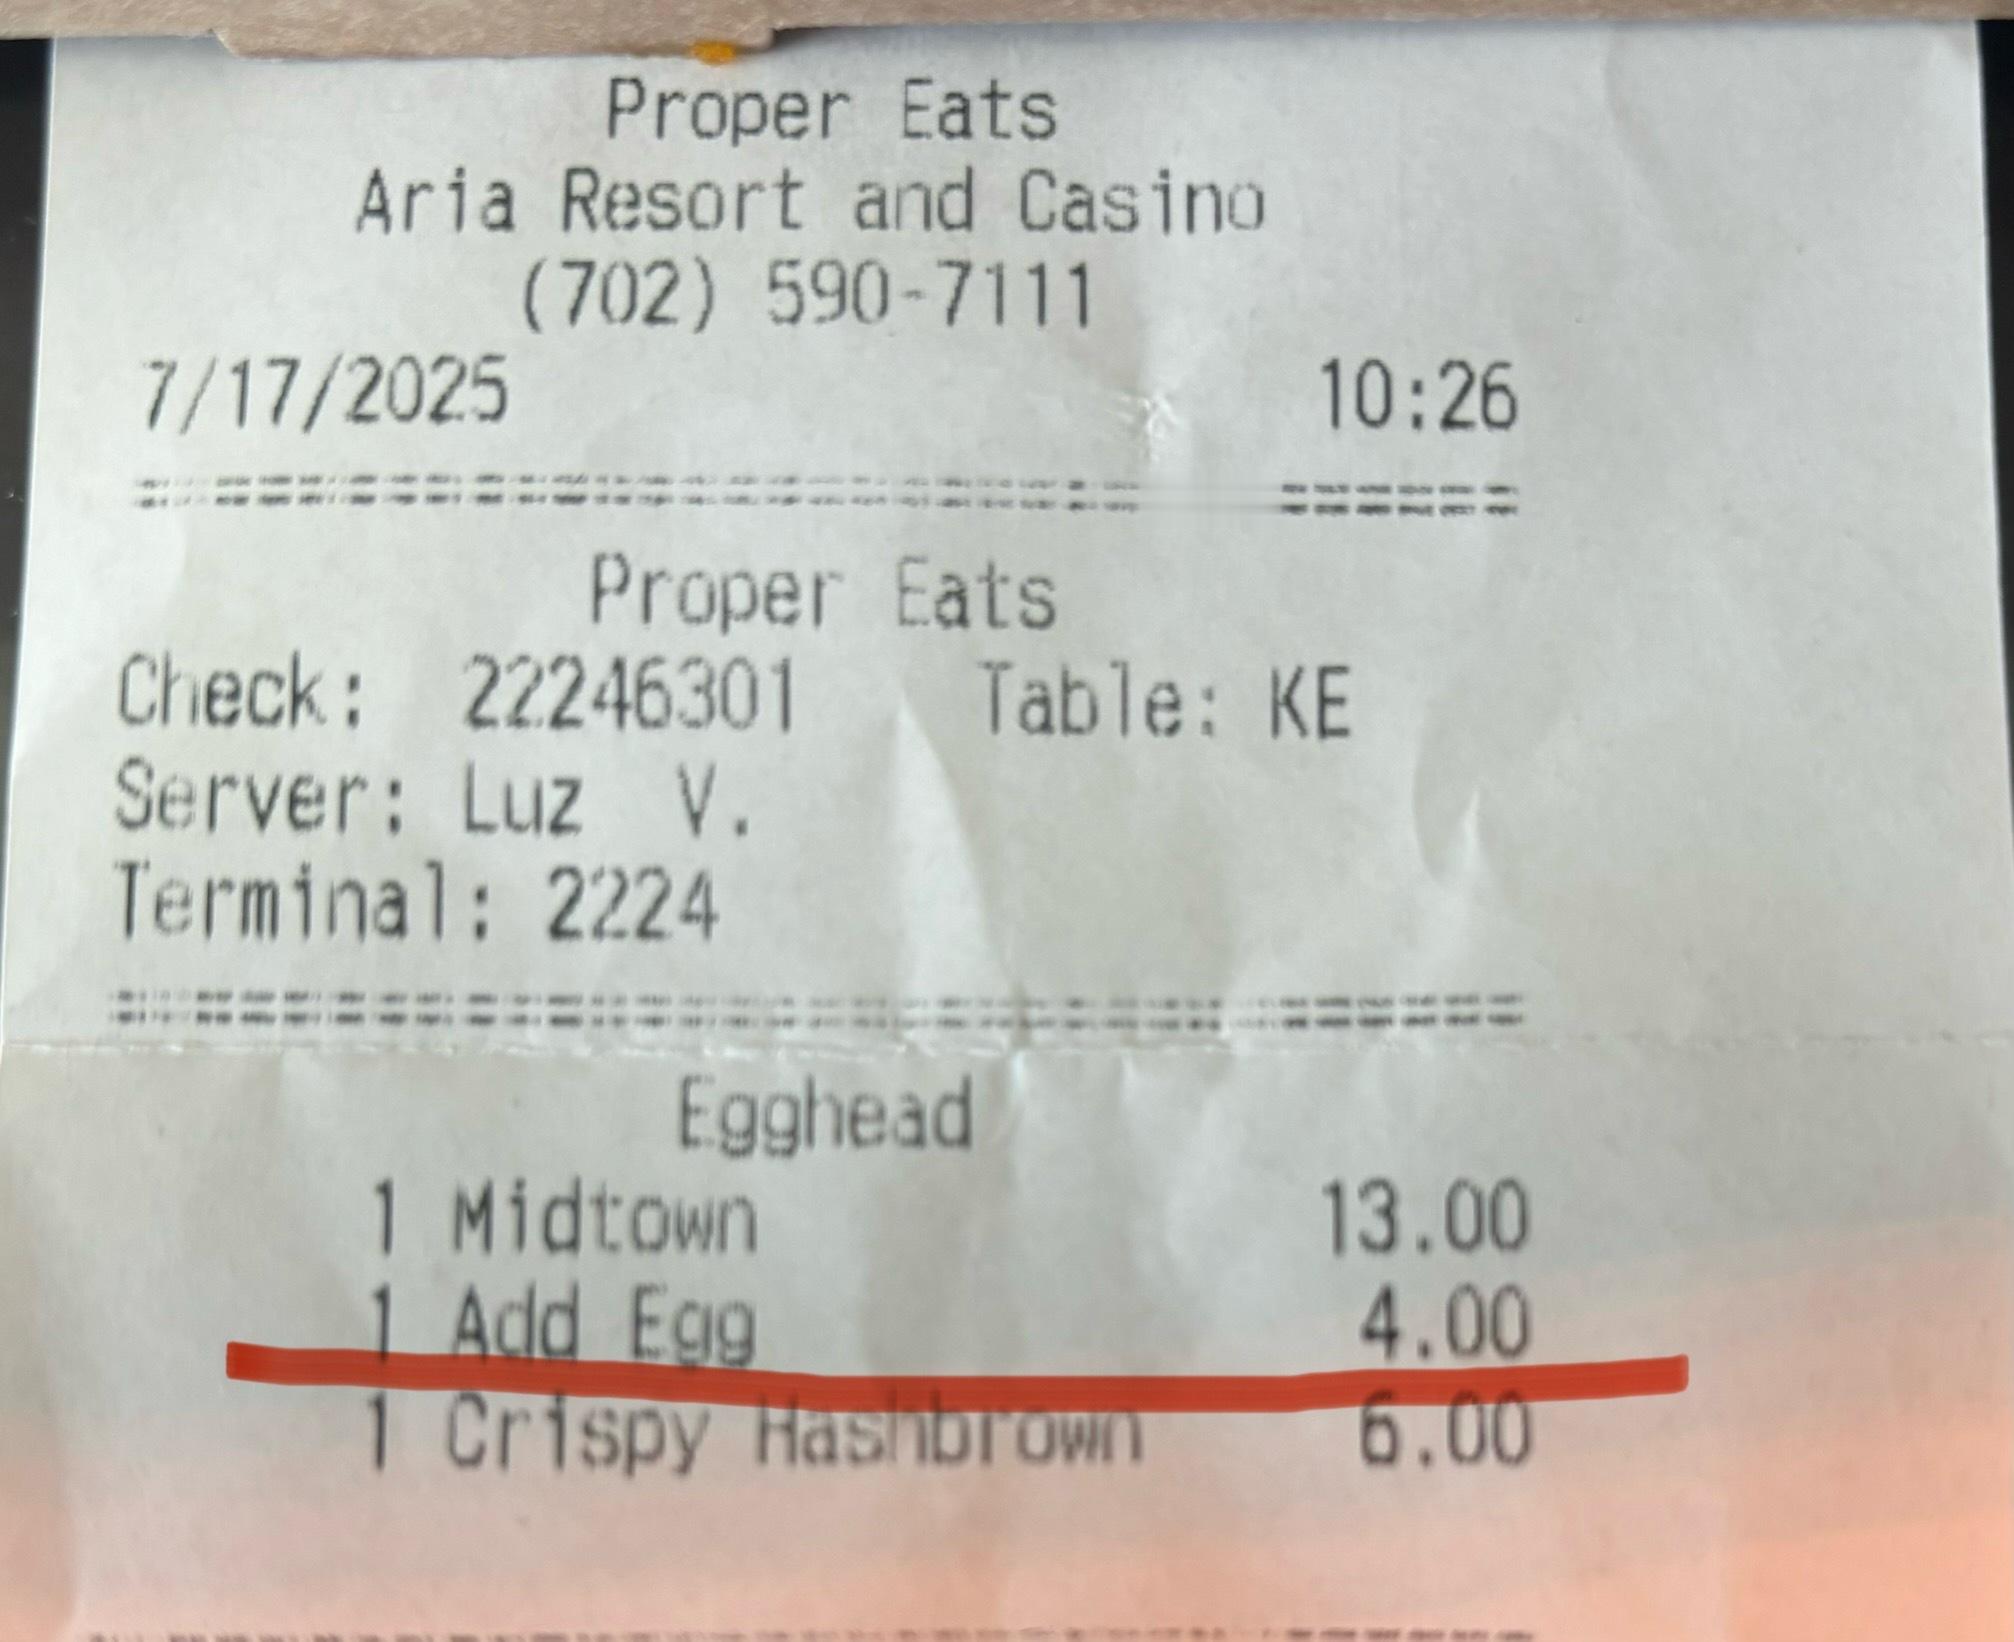 Proper Eats
Aria Resort and Casino
(702) 590-7111
7/17/2025 10:26
Proper Eats
Check: 22246301 Table: KE
Server: Luz V.
Terminal: 2224
Egghead
1 Midtown 13.00
1 Add Egg 4.00
1 Crispy Hashbrown 6.00